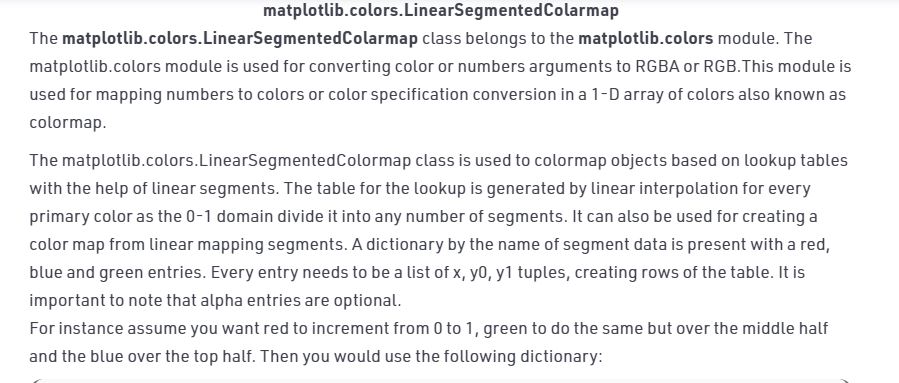 matplotlib.colors.LinearSegmentedColarmap
The matplotlib.colors.LinearSegmentedColarmap class belongs to the matplotlib.colors module. The
matplotlib.colors module is used for converting color or numbers arguments to RGBA or RGB.This module is
used for mapping numbers to colors or color specification conversion in a 1-D array of colors also known as
colormap.
The matplotlib.colors.LinearSegmentedColormap class is used to colormap objects based on lookup tables
with the help of linear segments. The table for the lookup is generated by linear interpolation for every
primary color as the 0-1 domain divide it into any number of segments. It can also be used for creating a
color map from linear mapping segments. A dictionary by the name of segment data is present with a red,
blue and green entries. Every entry needs to be a list of x, y0, y1 tuples, creating rows of the table. It is
important to note that alpha entries are optional.
For instance assume you want red to increment from 0 to 1, green to do the same but over the middle half
and the blue over the top half. Then you would use the following dictionary: